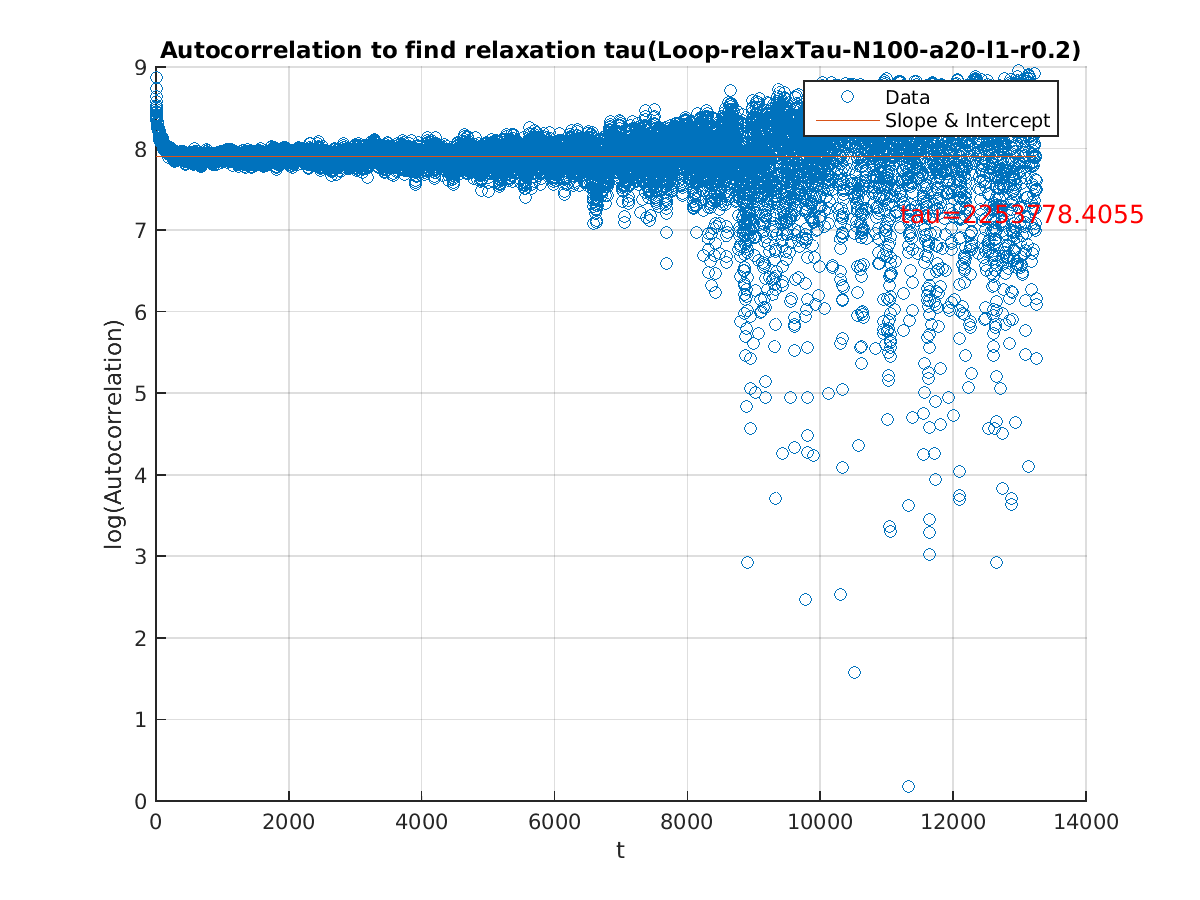 Autocorrelation to find relaxation tau(Loop-relaxTau-N100-a20-l1-r0.2)
Data
Slope & Intercept
tau=2253778.4055
log(Autocorrelation)
9
8
7
6
5
4
3
2
1
0
0 2000 4000 6000 8000 10000 12000 14000
t